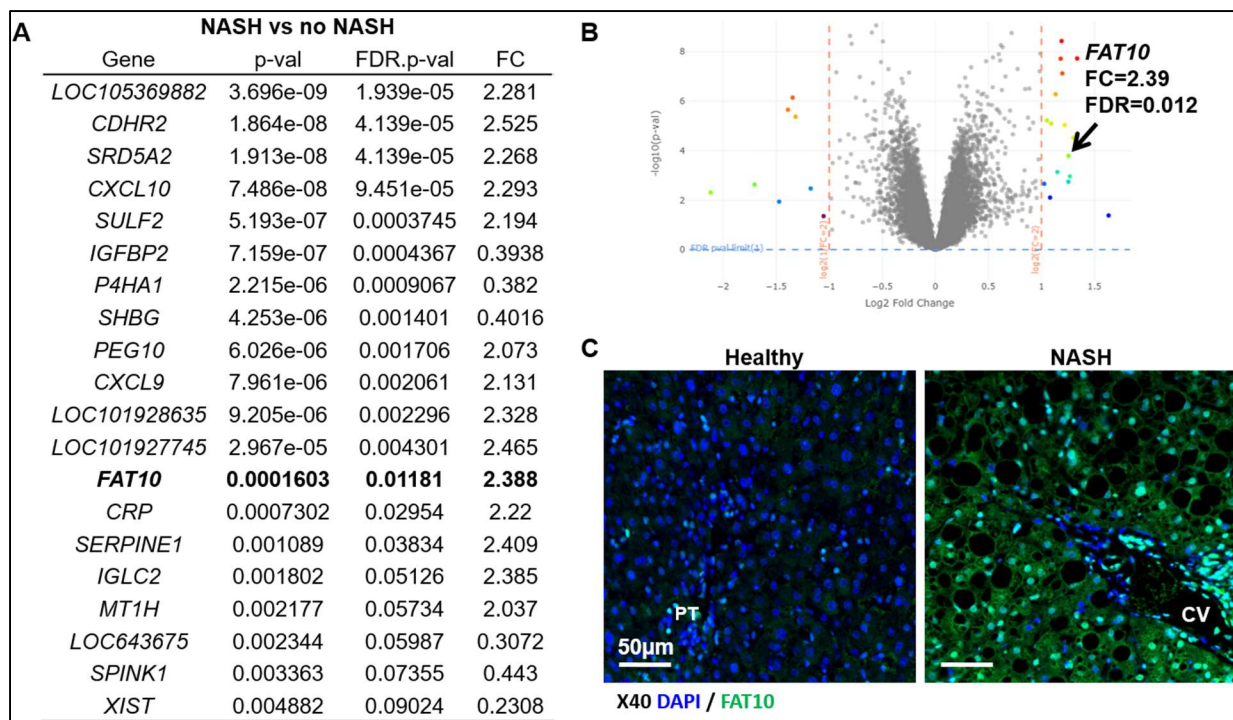 A
NASH vs no NASH
Gene p-val FDR.p-val FC
LOC105369882 3.696e-09 1.939e-05 2.281
CDHR2 1.864e-08 4.139e-05 2.525
SRD5A2 1.913e-08 4.139e-05 2.268
CXCL10 7.486e-08 9.451e-05 2.293
SULF2 5.193e-07 0.0003745 2.194
IGFBP2 7.159e-07 0.0004367 0.3938
P4HA1 2.215e-06 0.0009067 0.382
SHBG 4.253e-06 0.001401 0.4016
PEG10 6.026e-06 0.001706 2.073
CXCL9 7.961e-06 0.002061 2.131
LOC101928635 9.205e-06 0.002296 2.328
LOC101927745 2.967e-05 0.004301 2.465
FAT10 0.0001603 0.01181 2.388
CRP 0.0007302 0.02954 2.22
SERPINE1 0.001089 0.03834 2.409
IGLC2 0.001802 0.05126 2.385
MT1H 0.002177 0.05734 2.037
LOC643675 0.002344 0.05987 0.3072
SPINK1 0.003363 0.07355 0.443
XIST 0.004882 0.09024 0.2308
B
8
6
4
2
0
-log10(p-val)
FAT10
FC=2.39
FDR=0.012
FDR pval limit(1)
-2 -1.5 -1 -0.5 0 0.5 1 1.5
Log2 Fold Change
C
Healthy NASH
PT
CV
50µm
X40 DAPI / FAT10